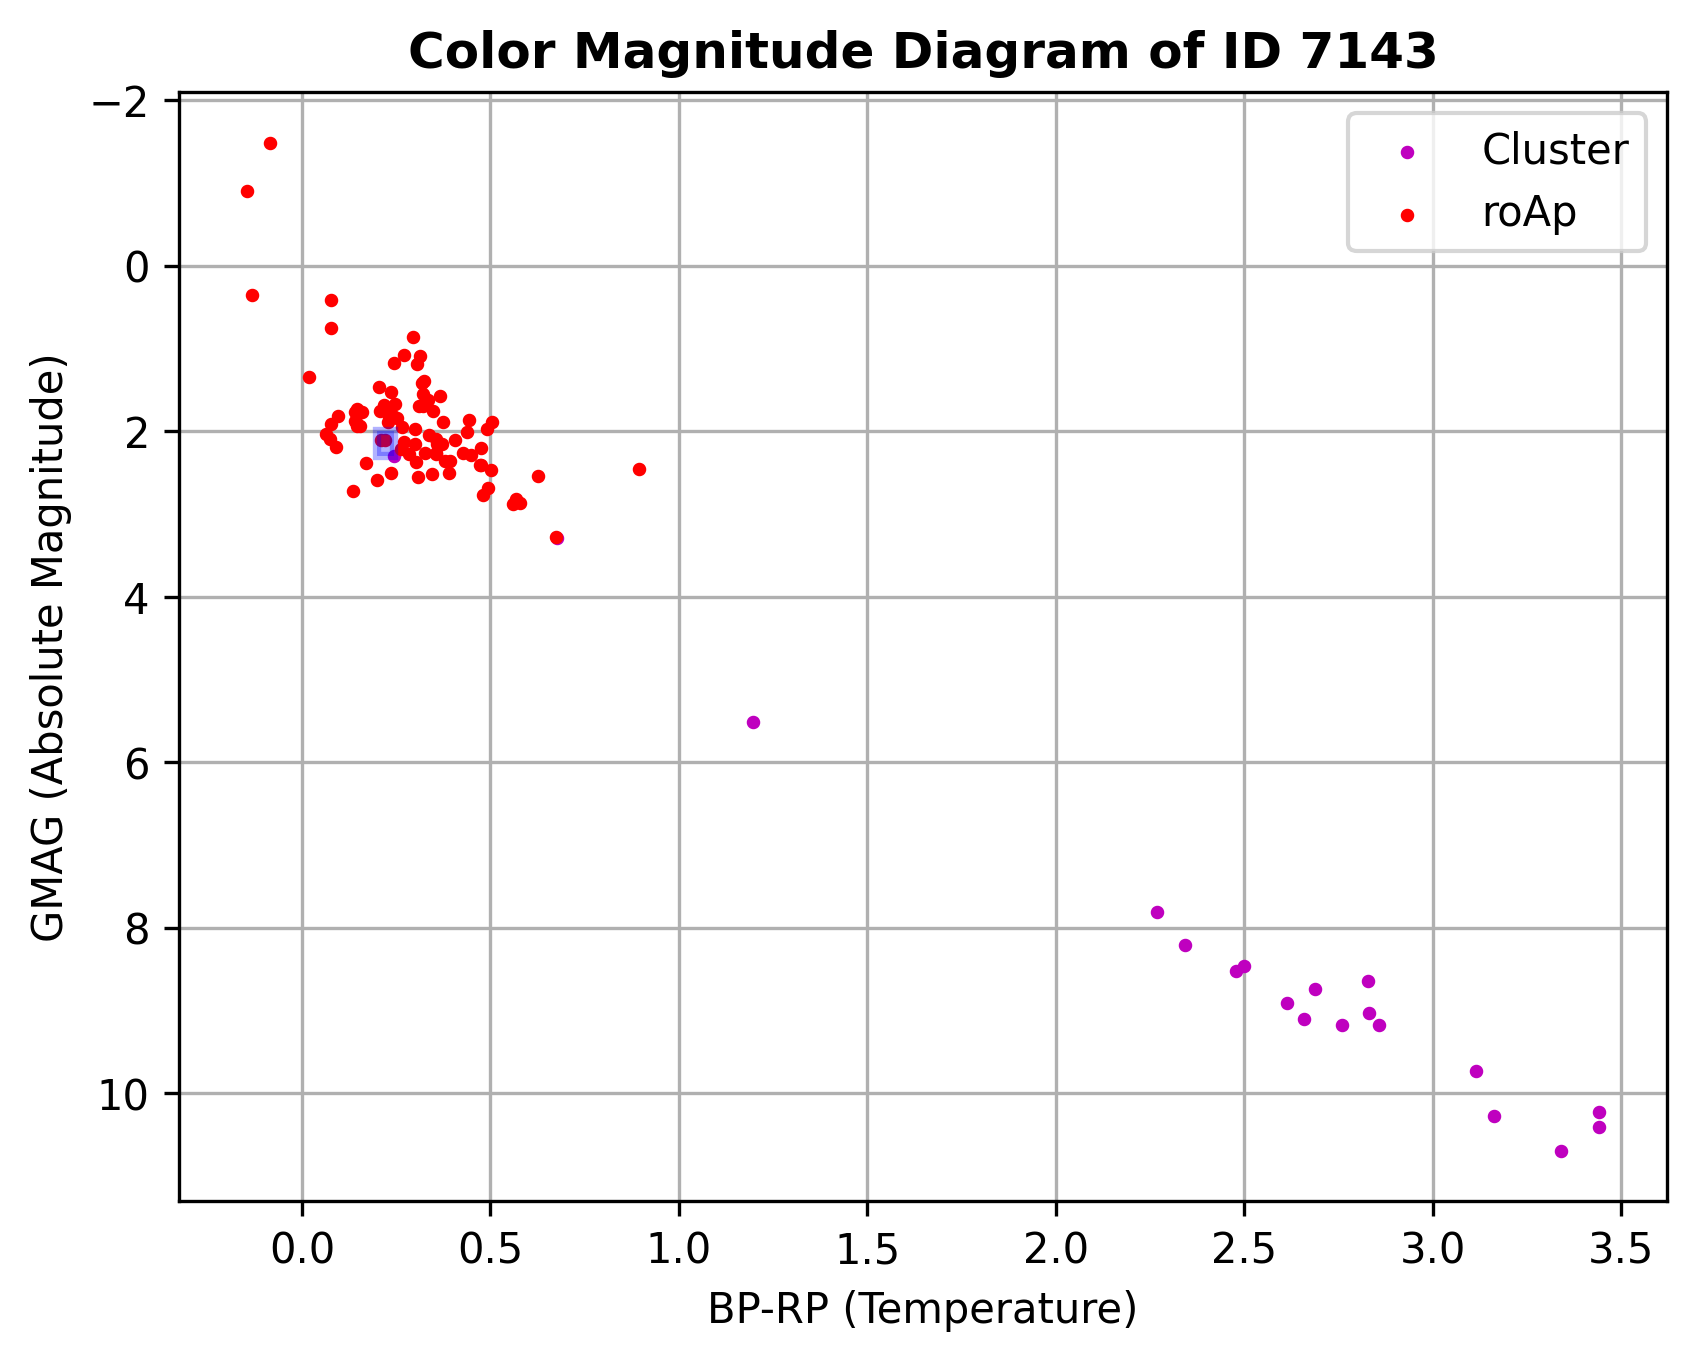 Color Magnitude Diagram of ID 7143
Cluster
roAp
GMAG (Absolute Magnitude)
−2
0
2
4
6
8
10
0.0 0.5 1.0 1.5 2.0 2.5 3.0 3.5
BP-RP (Temperature)